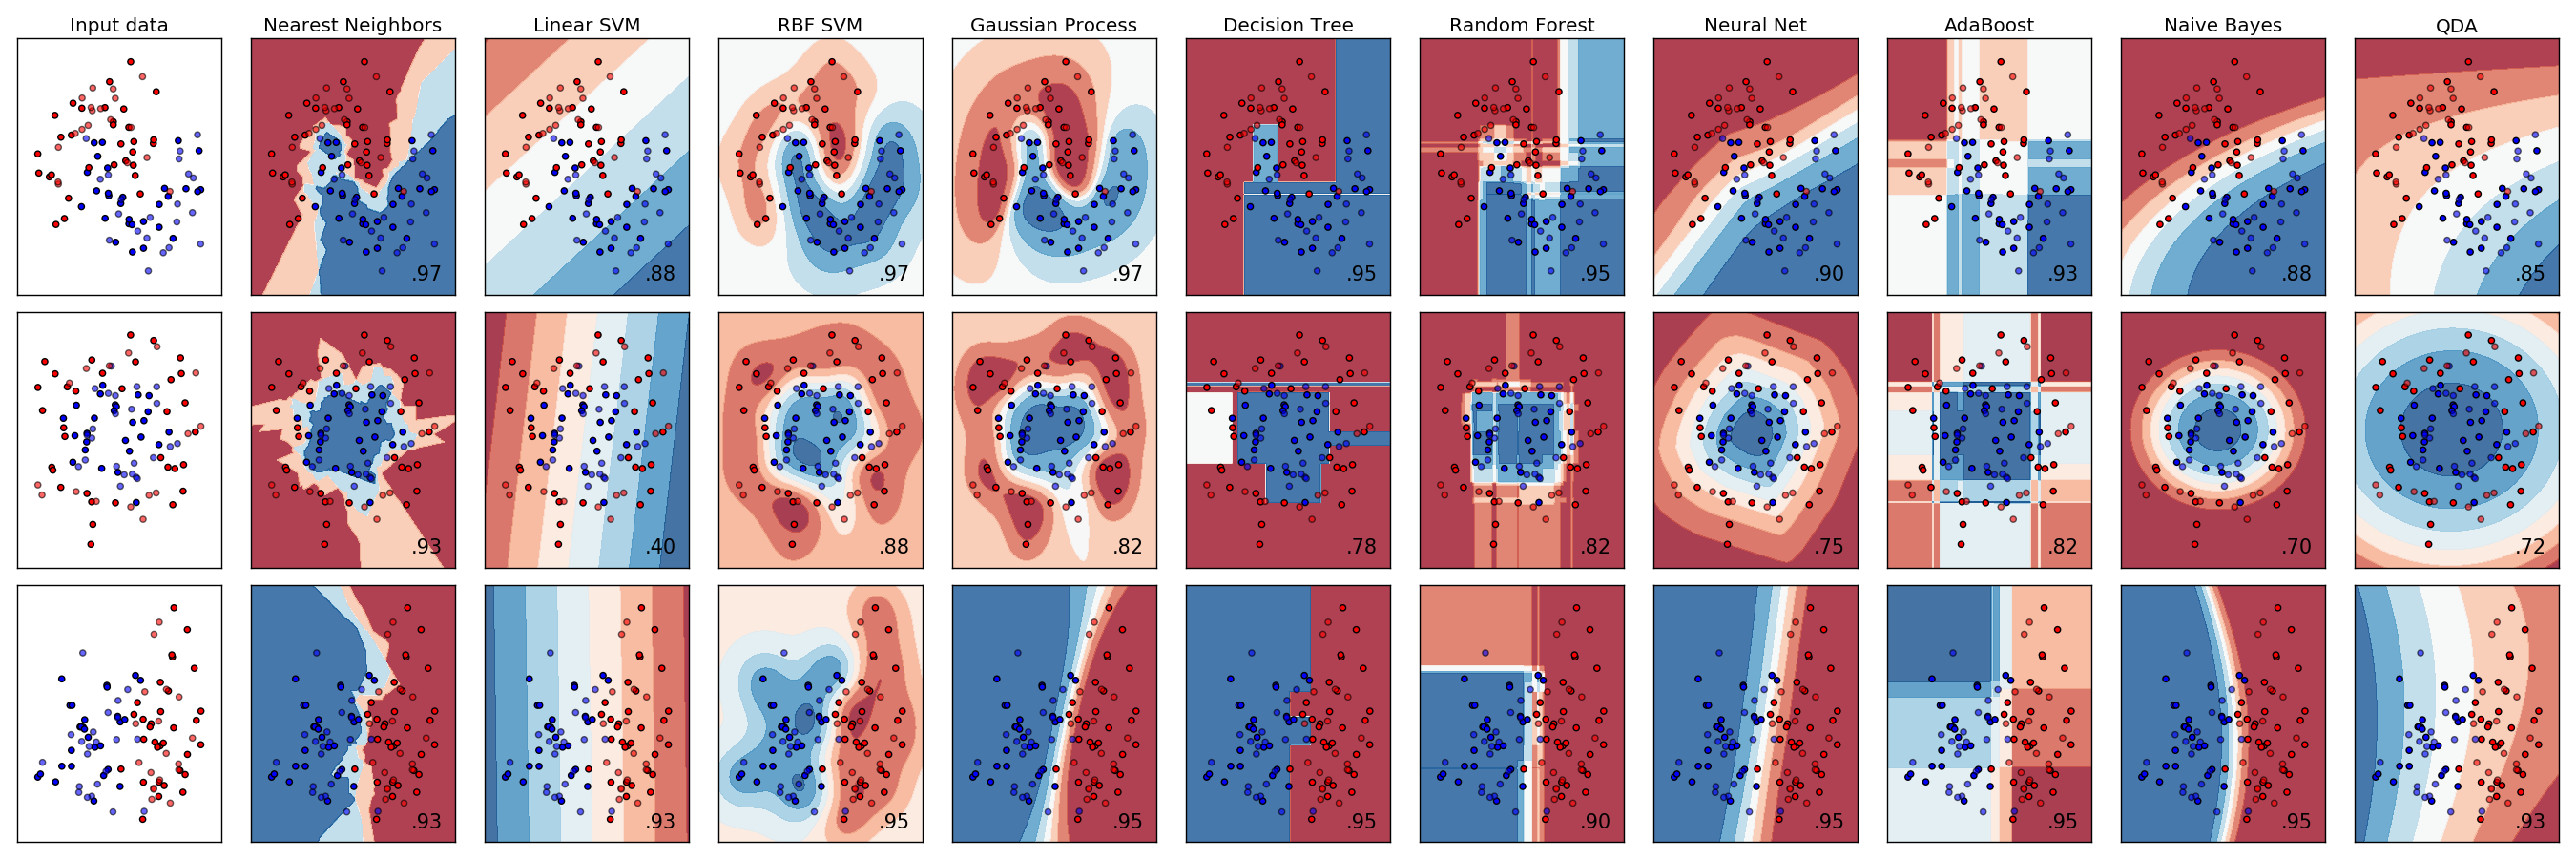 Input data Nearest Neighbors Linear SVM RBF SVM Gaussian Process Decision Tree Random Forest Neural Net AdaBoost Naive Bayes QDA
.97 .88 .97 .97 .95 .95 .90 .93 .88 .85
.93 .40 .88 .82 .78 .82 .75 .82 .70 .72
.93 .93 .95 .95 .95 .90 .95 .95 .95 .93